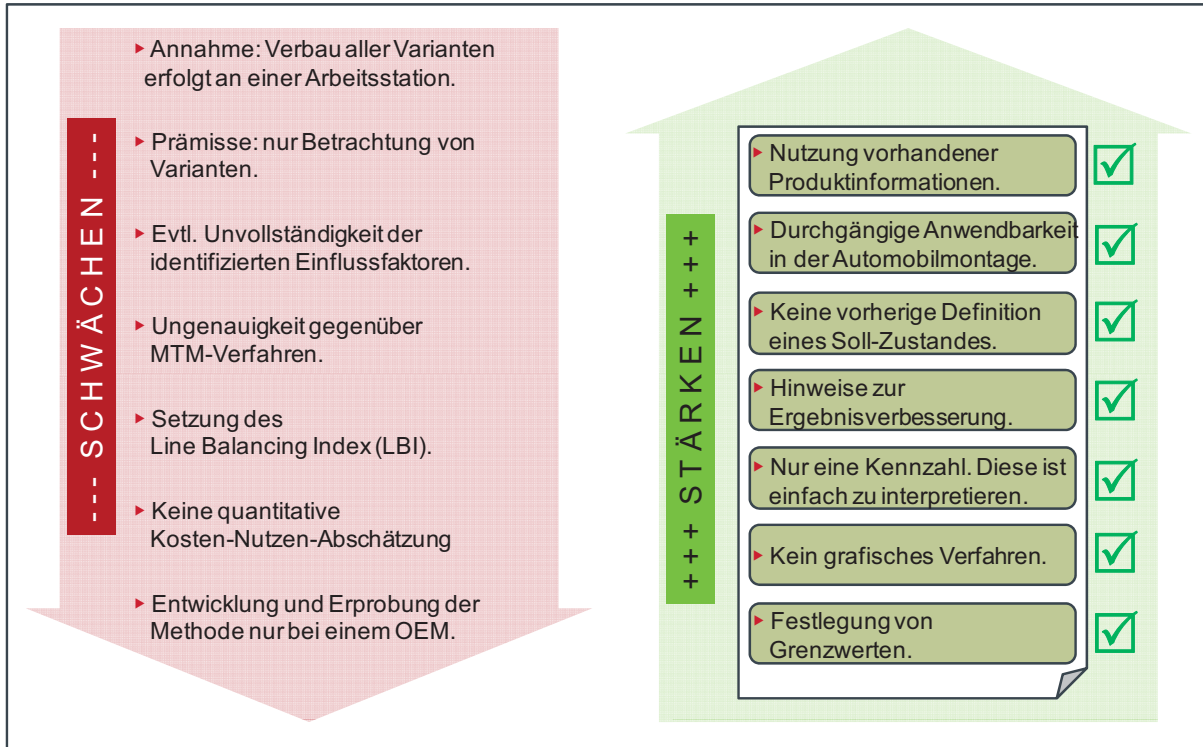 - - - - SCHWÄCHEN - - - -
▸ Annahme: Verbau aller Varianten
erfolgt an einer Arbeitsstation.
▸ Prämisse: nur Betrachtung von
Varianten.
▸ Evtl. Unvollständigkeit der
identifizierten Einflussfaktoren.
▸ Ungenauigkeit gegenüber
MTM-Verfahren.
▸ Setzung des
Line Balancing Index (LBI).
▸ Keine quantitative
Kosten-Nutzen-Abschätzung
▸ Entwicklung und Erprobung der
Methode nur bei einem OEM.
++++ STÄRKEN ++++
▸ Nutzung vorhandener
Produktinformationen.
▸ Durchgängige Anwendbarkeit
in der Automobilmontage.
▸ Keine vorherige Definition
eines Soll-Zustandes.
▸ Hinweise zur
Ergebnisverbesserung.
▸ Nur eine Kennzahl. Diese ist
einfach zu interpretieren.
▸ Kein grafisches Verfahren.
▸ Festlegung von
Grenzwerten.